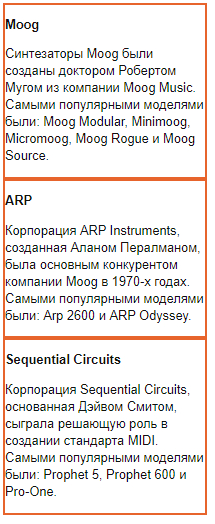 Moog
Синтезаторы Moog были
созданы доктором Робертом
Мугом из компании Moog Music.
Самыми популярными моделями
были: Moog Modular, Minimoog,
Micromoog, Moog Rogue и Moog
Source.
ARP
Корпорация ARP Instruments,
созданная Аланом Пералманом,
была основным конкурентом
компании Moog в 1970-х годах.
Самыми популярными моделями
были: Arp 2600 и ARP Odyssey.
Sequential Circuits
Корпорация Sequential Circuits,
основанная Дэйвом Смитом,
сыграла решающую роль в
создании стандарта MIDI.
Самыми популярными моделями
были: Prophet 5, Prophet 600 и
Pro-One.